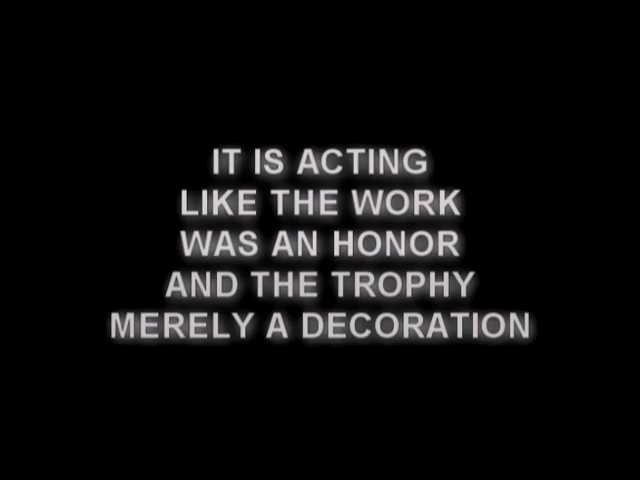 IT IS ACTING
LIKE THE WORK
WAS AN HONOR
AND THE TROPHY
MERELY A DECORATION